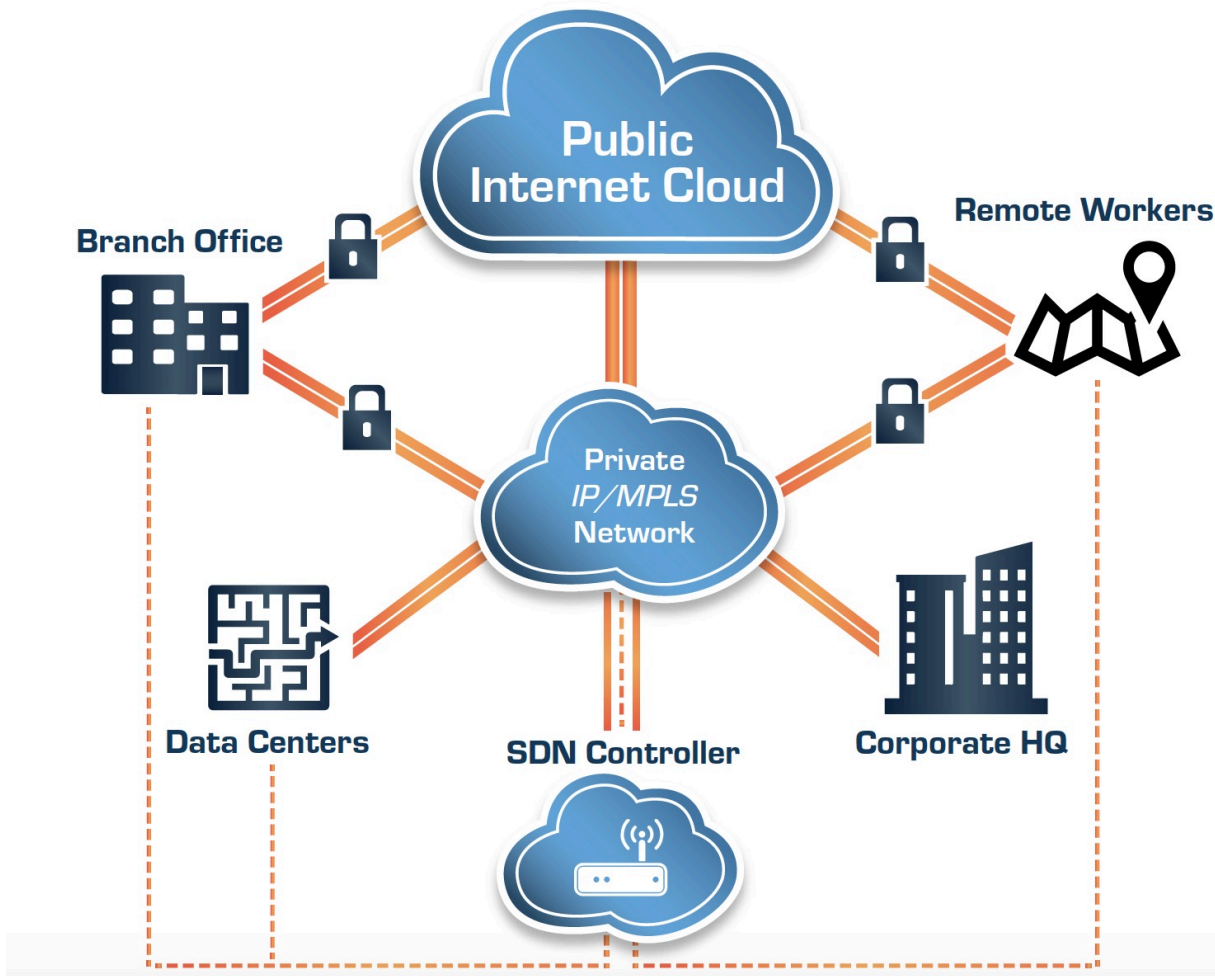 Public
Internet Cloud
Remote Workers
Branch Office
Private
IP/MPLS
Network
Data Centers
SDN Controller
Corporate HQ